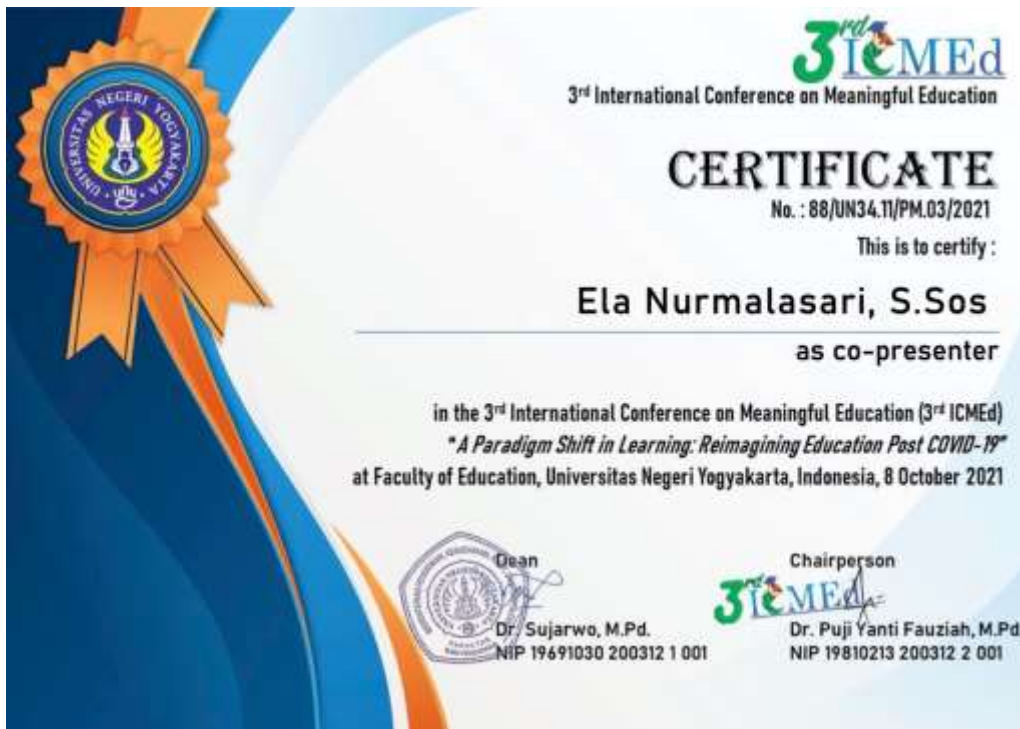 3rd ICMEd
3rd International Conference on Meaningful Education
UNIVERSITAS NEGERI YOGYAKARTA
CERTIFICATE
No. : 88/UN34.11/PM.03/2021
This is to certify :
Ela Nurmalasari, S.Sos
as co-presenter
in the 3rd International Conference on Meaningful Education (3rd ICMEd)
"A Paradigm Shift in Learning: Reimagining Education Post COVID-19"
at Faculty of Education, Universitas Negeri Yogyakarta, Indonesia, 8 October 2021
Dean
Dr. Sujarwo, M.Pd.
NIP 19691030 200312 1 001
Chairperson
3 ICMEd
Dr. Puji Yanti Fauziah, M.Pd
NIP 19810213 200312 2 001